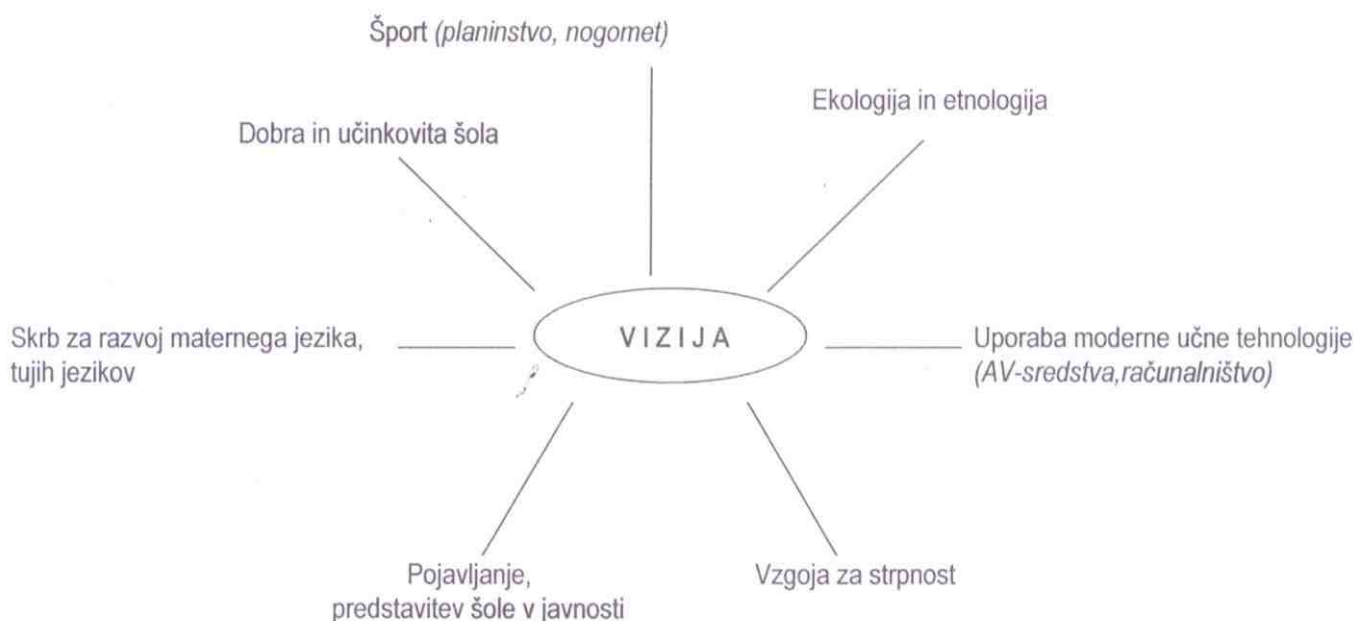 Šport (planinstvo, nogomet)
Ekologija in etnologija
Dobra in učinkovita šola
Skrb za razvoj maternega jezika,
tujih jezikov
VIZIJA
Uporaba moderne učne tehnologije
(AV-sredstva,računalništvo)
Pojavljanje,
predstavitev šole v javnosti
Vzgoja za strpnost